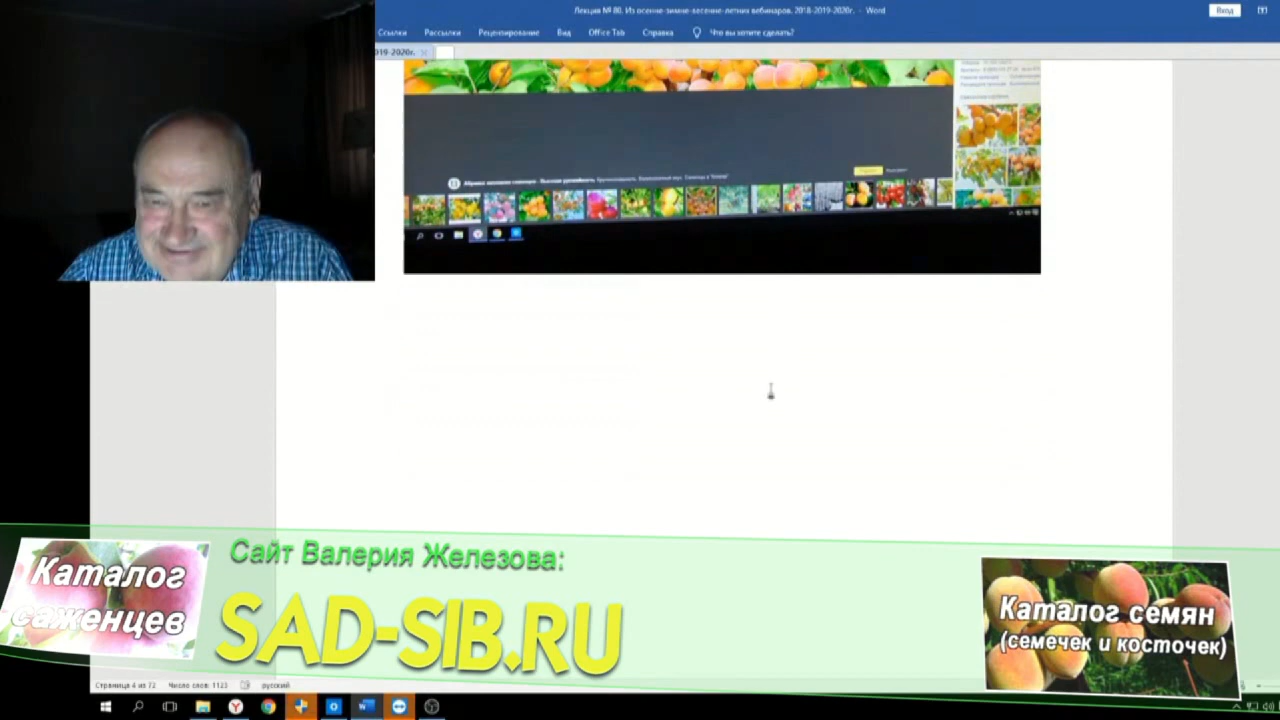 Лекция № 80. Из осенне-зимне-весенне-летних вебинаров. 2018-2019-2020г. - Word
Вход
Ссылки Рассылки Рецензирование Вид Office Tab Справка Что вы хотите сделать?
019-2020г.
Сайт Валерия Железова:
SAD-SIB.RU
Каталог
саженцев
Каталог семян
(семечек и косточек)
Страница 4 из 72 Число слов: 1123 русский